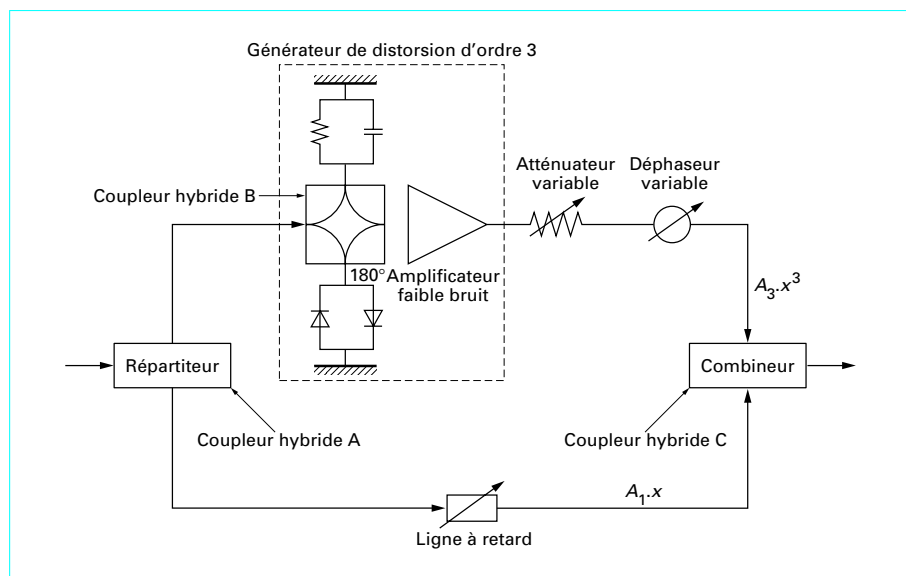 Générateur de distorsion d'ordre 3
Coupleur hybride B
Atténuateur
variable
Déphaseur
variable
180°
Amplificateur
faible bruit
A₃.x³
Répartiteur
Combineur
Coupleur hybride A
Coupleur hybride C
A₁.x
Ligne à retard